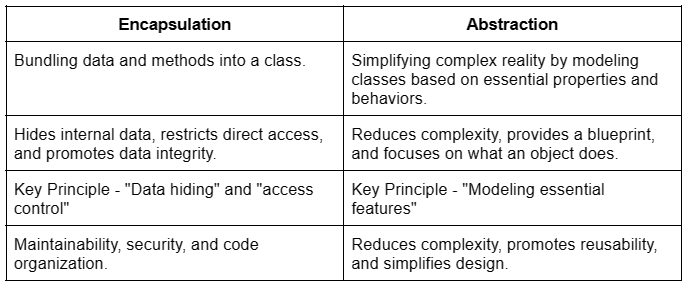 Encapsulation
Abstraction
Bundling data and methods into a class.
Simplifying complex reality by modeling
classes based on essential properties and
behaviors.
Hides internal data, restricts direct access,
and promotes data integrity.
Reduces complexity, provides a blueprint,
and focuses on what an object does.
Key Principle - "Data hiding" and "access
control"
Key Principle - "Modeling essential
features"
Maintainability, security, and code
organization.
Reduces complexity, promotes reusability,
and simplifies design.